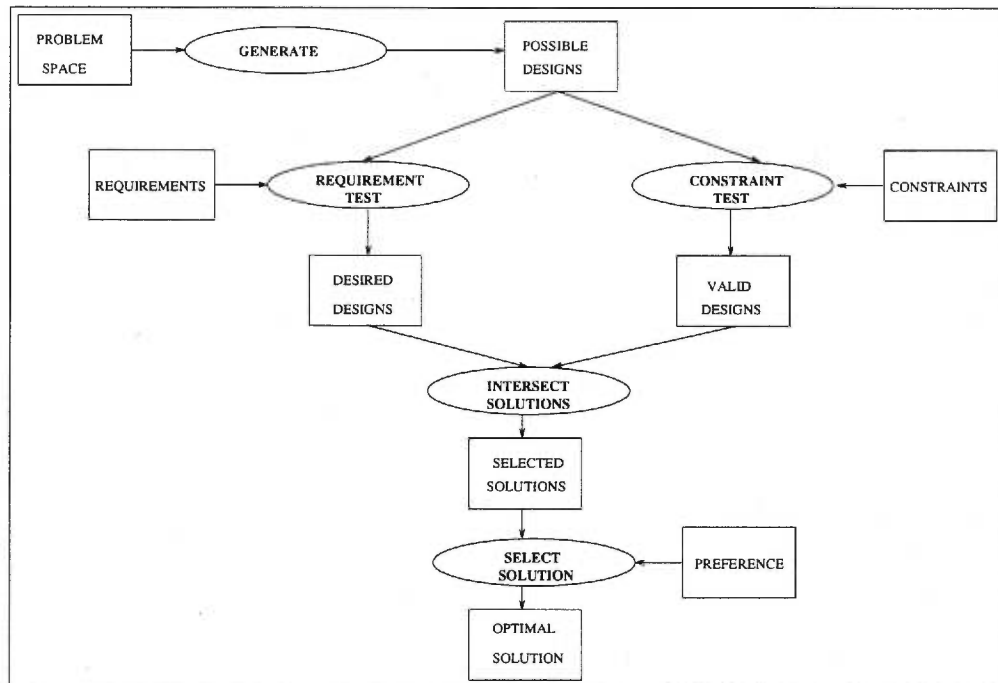 PROBLEM
SPACE
GENERATE
POSSIBLE
DESIGNS
REQUIREMENTS
REQUIREMENT
TEST
CONSTRAINT
TEST
CONSTRAINTS
DESIRED
DESIGNS
VALID
DESIGNS
INTERSECT
SOLUTIONS
SELECTED
SOLUTIONS
SELECT
SOLUTION
PREFERENCE
OPTIMAL
SOLUTION